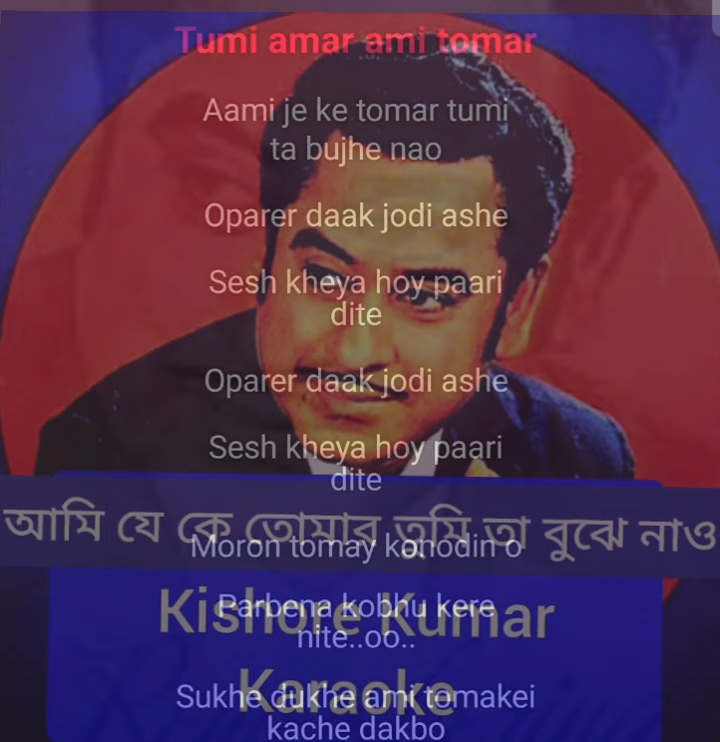 Tumi amar ami tomar
Aami je ke tomar tumi
ta bujhe nao
Oparer daak jodi ashe
Sesh kheya hoy paari
dite
Oparer daak jodi ashe
Sesh kheya hoy paari
dite
আমি যে কে তোমার তুমি তা বুঝে নাও
Moron tomay konodin o
Kishore Kumar
Parbena kobhu kere
nite..oo..
Karaoke
Sukhe dukhe ami tomakei
kache dakbo